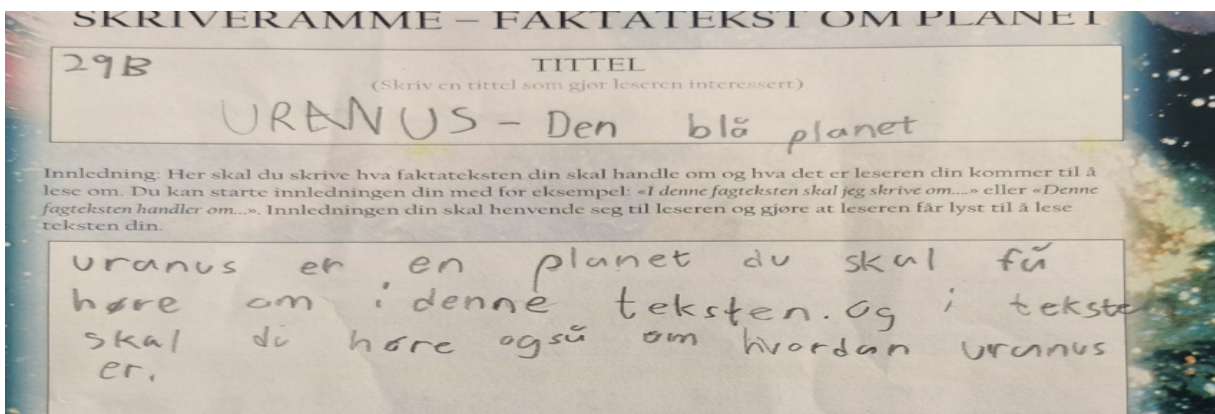 SKRIVERAMME – FAKTATEKST OM PLANET
29B
TITTEL
(Skriv en tittel som gjør leseren interessert)
URANUS - Den blå planet
Innledning: Her skal du skrive hva fakteksten din skal handle om og hva det er leseren din kommer til å
lese om. Du kan starte innledningen din med for eksempel: «I denne fagteksten skal jeg skrive om....» eller «Denne
fagteksten handler om...». Innledningen din skal henvende seg til leseren og gjøre at leseren får lyst til å lese
teksten din.
uranus er en planet du skal få
høre om i denne teksten. og i tekste
skal di høre også om hvordan uranus
er.